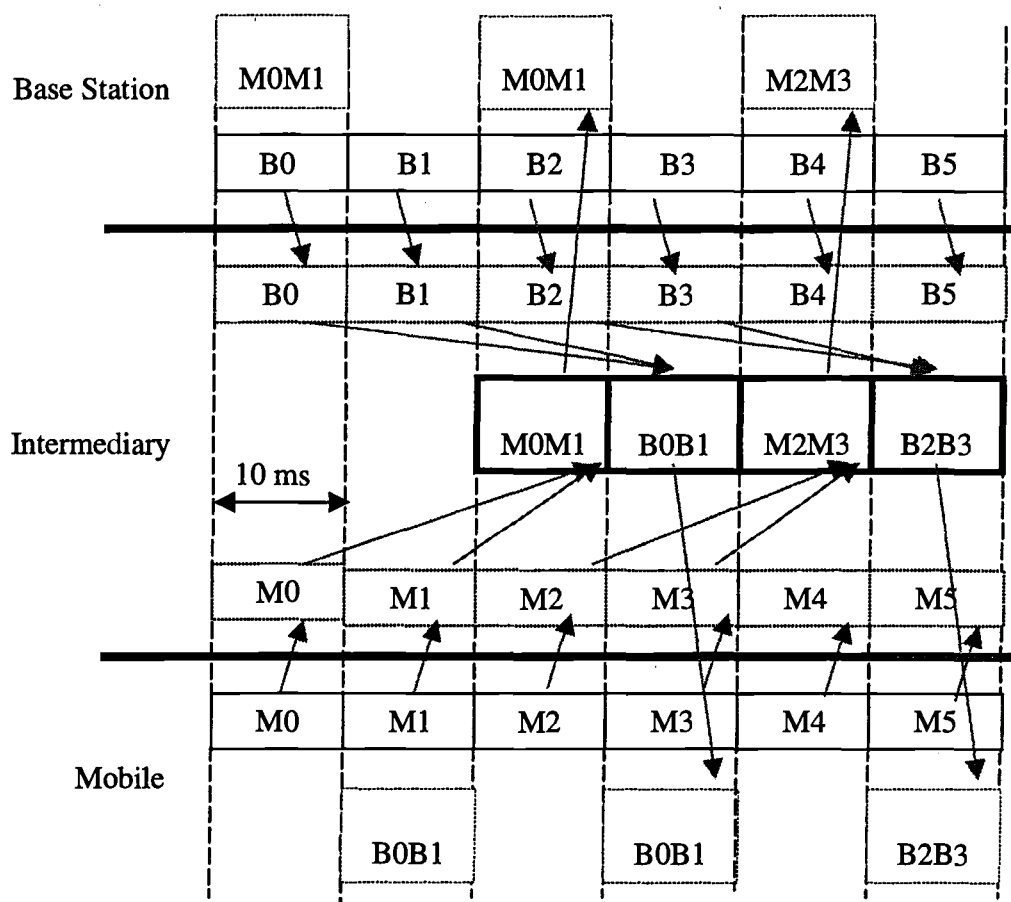 M0M1 M0M1 M2M3
Base Station
B0 B1 B2 B3 B4 B5
B0 B1 B2 B3 B4 B5
M0M1 B0B1 M2M3 B2B3
Intermediary
10 ms
M0 M1 M2 M3 M4 M5
M0 M1 M2 M3 M4 M5
Mobile
B0B1 B0B1 B2B3